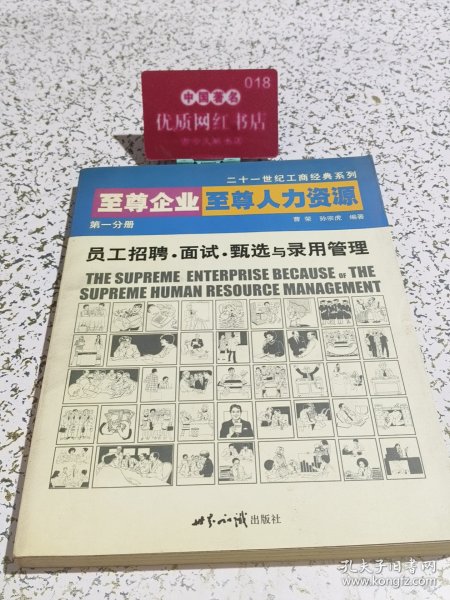 018
中国著名
优质网红书店
二十一世纪工商经典系列
至尊企业 至尊人力资源
第一分册
曹荣 孙宗虎 编著
员工招聘·面试·甄选与录用管理
THE SUPREME ENTERPRISE BECAUSE OF THE
SUPREME HUMAN RESOURCE MANAGEMENT
世界知识出版社
孔夫子旧书网
www.kongfz.com